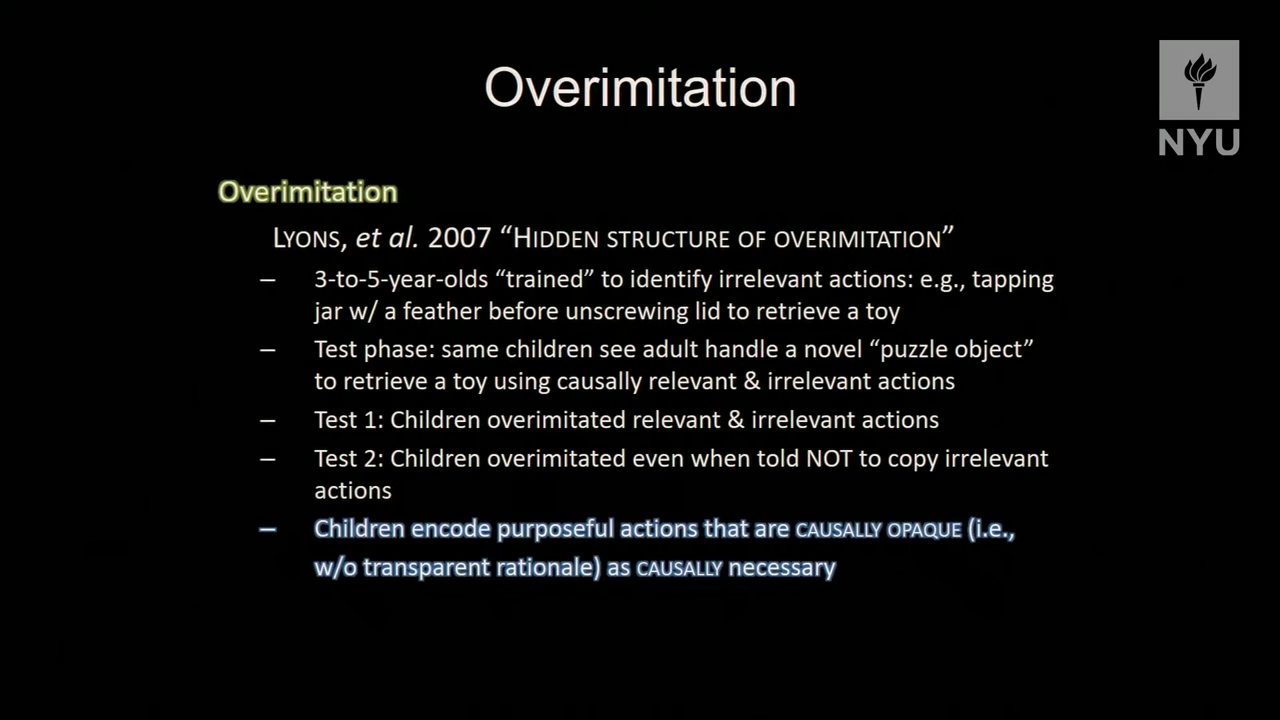 Overimitation
NYU
Overimitation
LYONS, et al. 2007 “HIDDEN STRUCTURE OF OVERIMITATION”
– 3-to-5-year-olds “trained” to identify irrelevant actions: e.g., tapping
jar w/ a feather before unscrewing lid to retrieve a toy
– Test phase: same children see adult handle a novel “puzzle object”
to retrieve a toy using causally relevant & irrelevant actions
– Test 1: Children overimitated relevant & irrelevant actions
– Test 2: Children overimitated even when told NOT to copy irrelevant
actions
– Children encode purposeful actions that are CAUSALLY OPAQUE (i.e.,
w/o transparent rationale) as CAUSALLY necessary